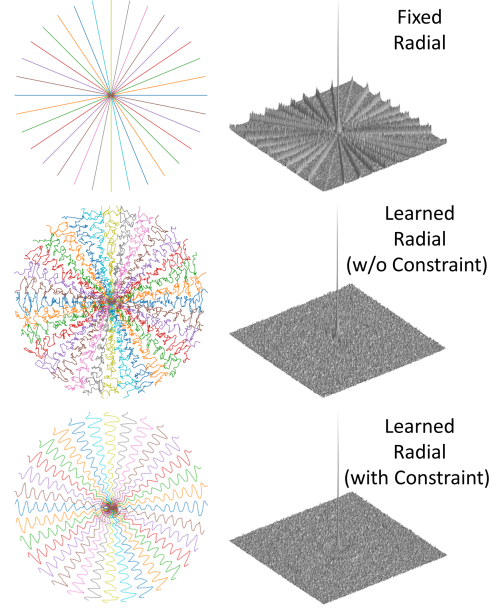 Fixed
Radial
Learned
Radial
(w/o Constraint)
Learned
Radial
(with Constraint)